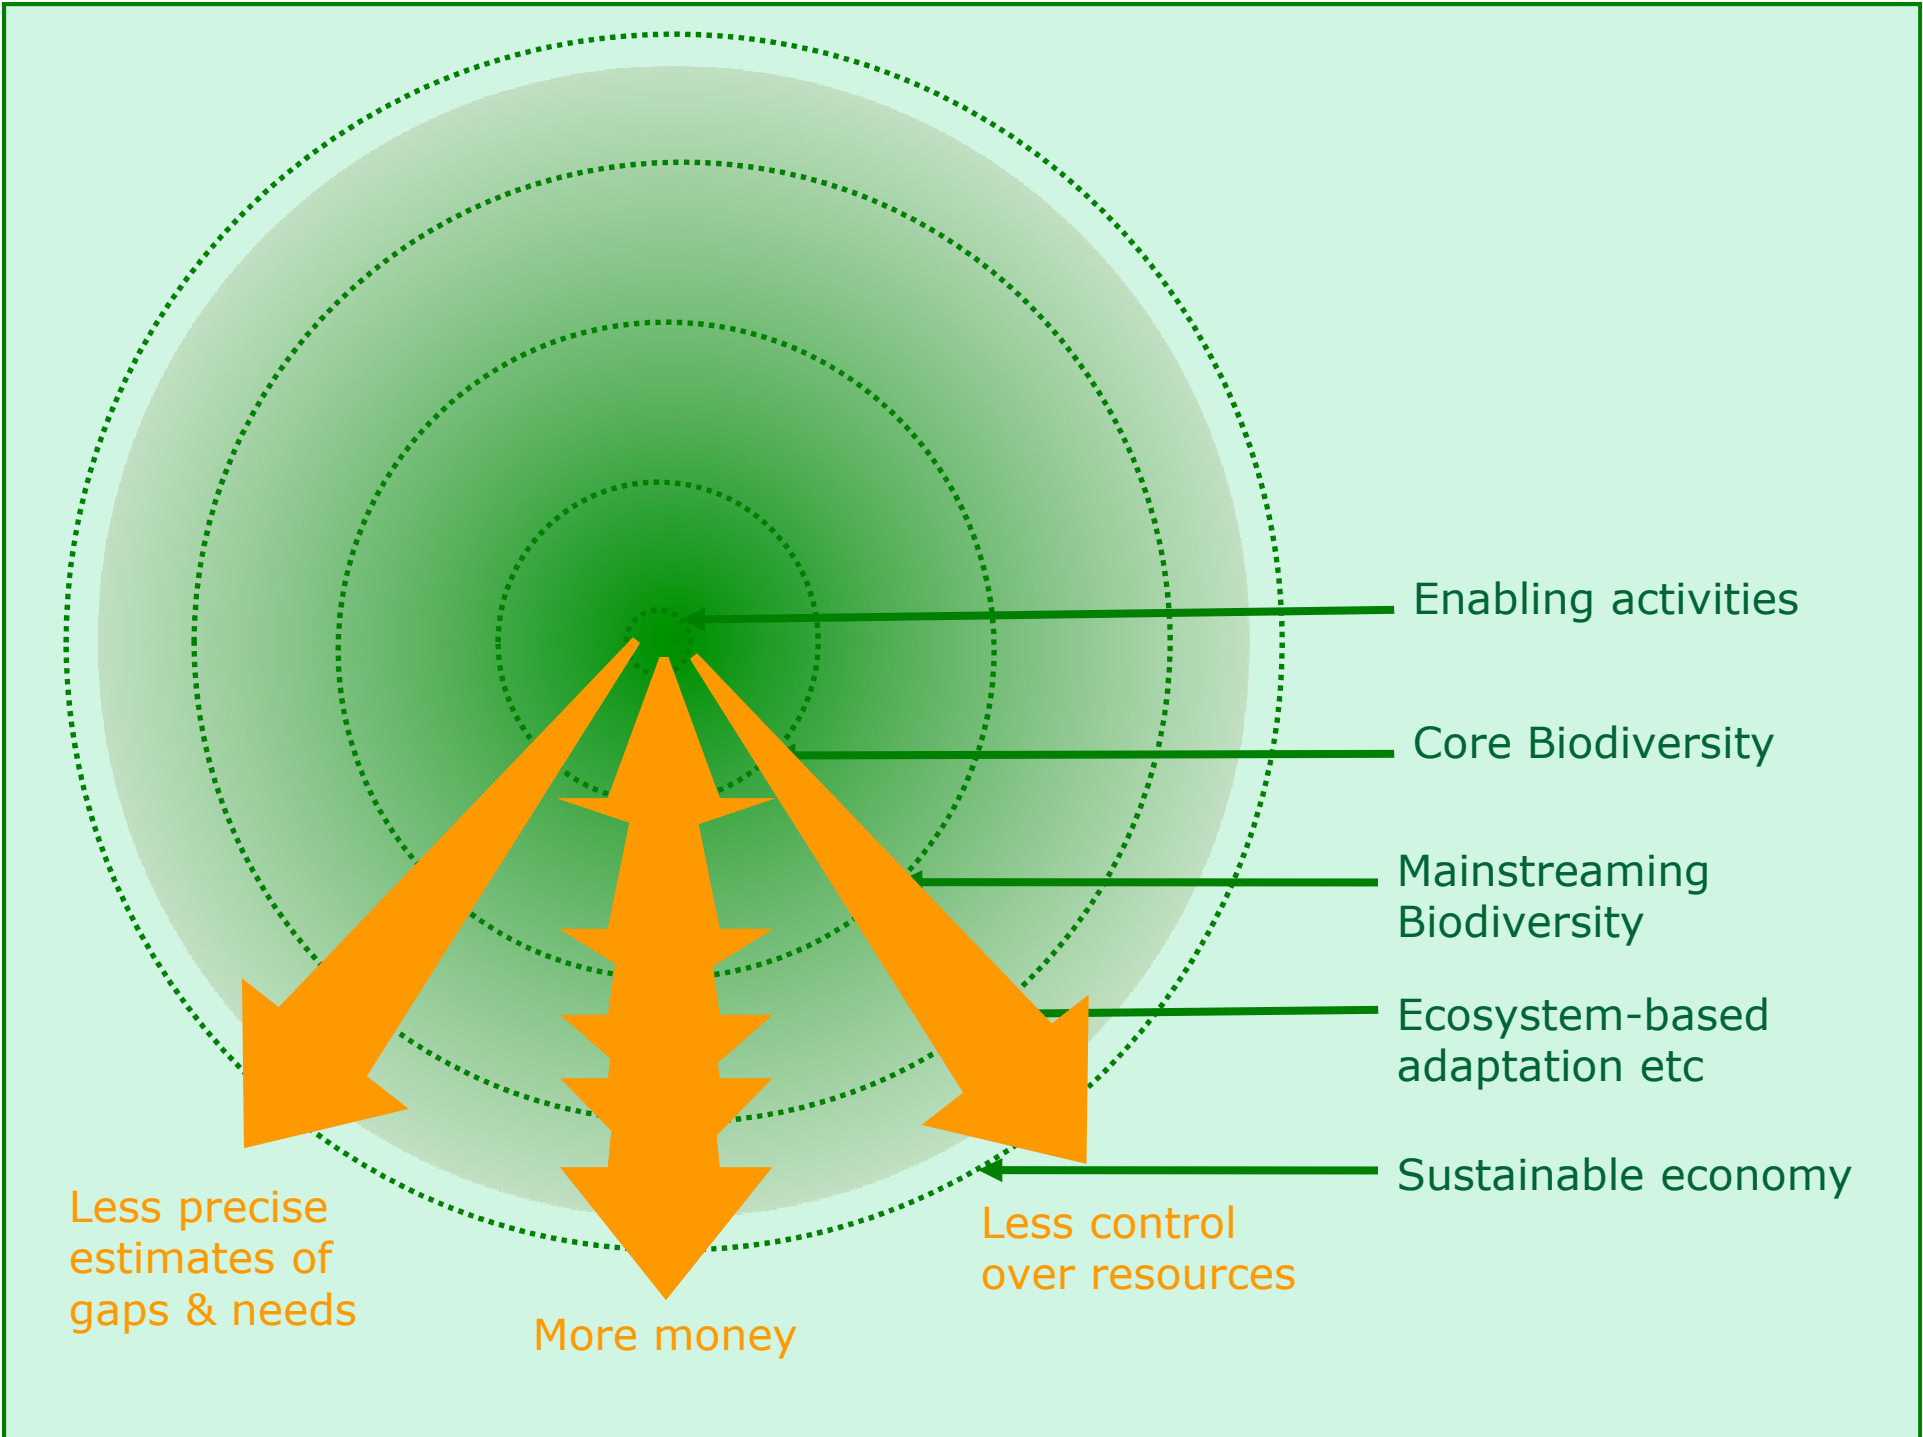 Enabling activities
Core Biodiversity
Mainstreaming
Biodiversity
Ecosystem-based
adaptation etc
Sustainable economy
Less precise
estimates of
gaps & needs
More money
Less control
over resources